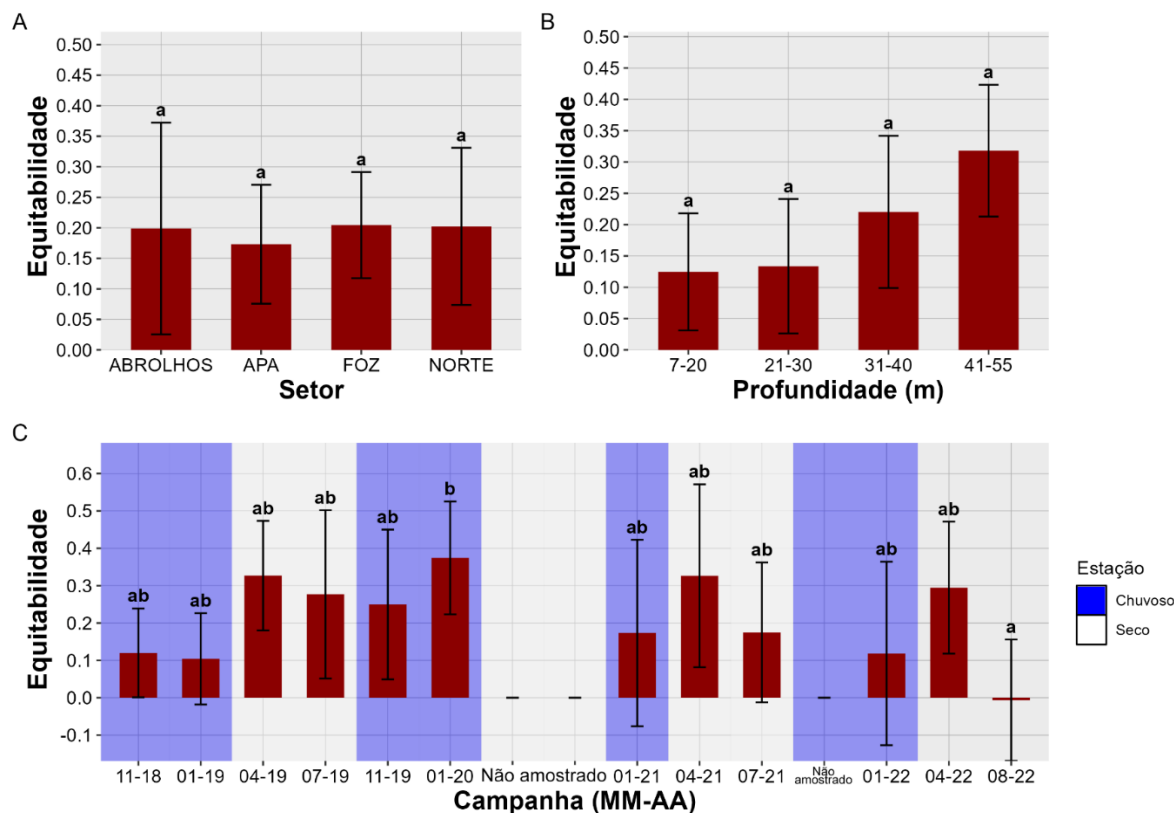 A
Equitabilidade
0.50
0.45
0.40
0.35
0.30
0.25
0.20
0.15
0.10
0.05
0.00
a a a a
ABROLHOS APA FOZ NORTE
Setor
B
Equitabilidade
0.50
0.45
0.40
0.35
0.30
0.25
0.20
0.15
0.10
0.05
0.00
a a a a
7-20 21-30 31-40 41-55
Profundidade (m)
C
Equitabilidade
0.6
0.5
0.4
0.3
0.2
0.1
0.0
-0.1
ab ab ab ab ab b ab ab ab ab ab a
11-18 01-19 04-19 07-19 11-19 01-20 Não amostrado 01-21 04-21 07-21 Não amostrado 01-22 04-22 08-22
Campanha (MM-AA)
Estação
Chuvoso
Seco